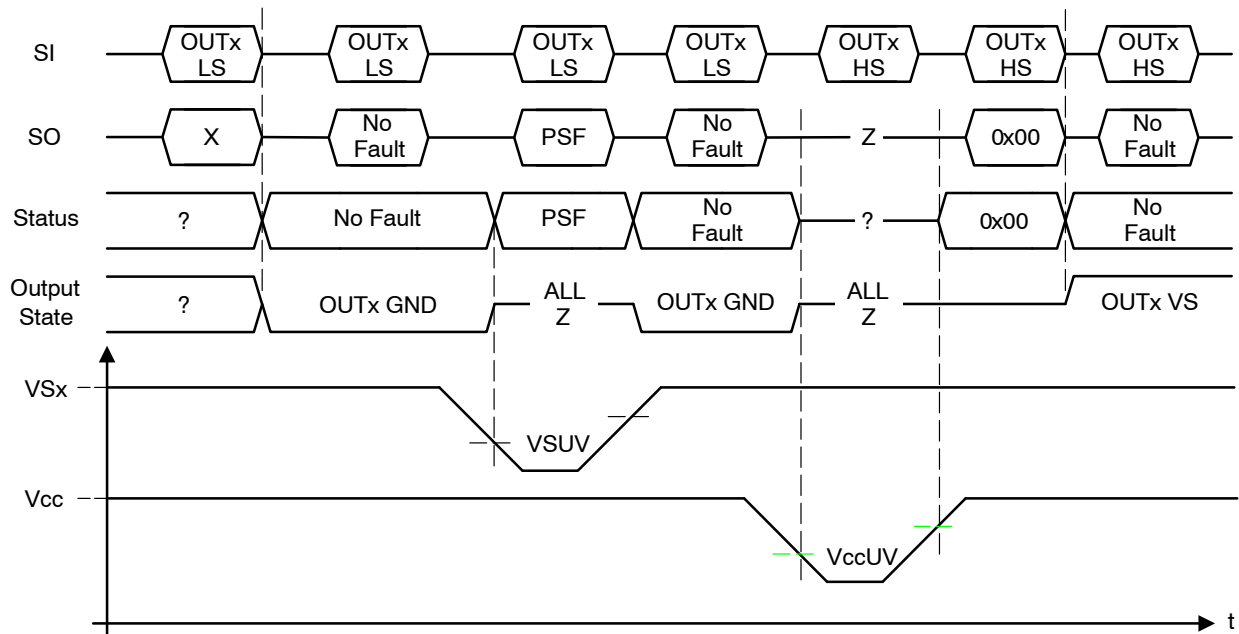 SI
OUTx
LS
OUTx
LS
OUTx
LS
OUTx
LS
OUTx
HS
OUTx
HS
OUTx
HS
SO
X
No
Fault
PSF
No
Fault
Z
0x00
No
Fault
Status
?
No Fault
PSF
No
Fault
?
0x00
No
Fault
Output
State
?
OUTx GND
ALL
Z
OUTx GND
ALL
Z
OUTx VS
VSx
VSUV
Vcc
VccUV
t